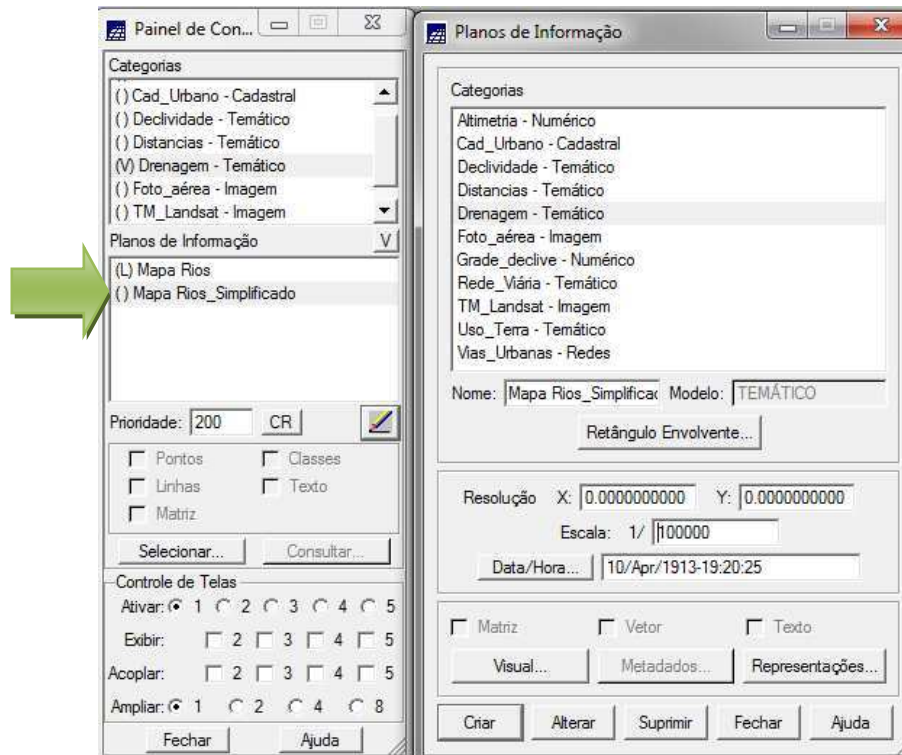 Painel de Con...
Categorias
( ) Cad_Urbano - Cadastral
( ) Declividade - Temático
( ) Distancias - Temático
(V) Drenagem - Temático
( ) Foto_aérea - Imagem
( ) TM_Landsat - Imagem
Planos de Informação V
(L) Mapa Rios
( ) Mapa Rios_Simplificado
Prioridade: 200 CR
Pontos Classes
Linhas Texto
Matriz
Selecionar... Consultar...
Controle de Telas
Ativar: 1 2 3 4 5
Exibir: 2 3 4 5
Acoplar: 2 3 4 5
Ampliar: 1 2 4 8
Fechar Ajuda
Planos de Informação
Categorias
Altimetria - Numérico
Cad_Urbano - Cadastral
Declividade - Temático
Distancias - Temático
Drenagem - Temático
Foto_aérea - Imagem
Grade_declive - Numérico
Rede_Viária - Temático
TM_Landsat - Imagem
Uso_Terra - Temático
Vias_Urbanas - Redes
Nome: Mapa Rios_Simplificac Modelo: TEMÁTICO
Retângulo Envolvente...
Resolução X: 0.0000000000 Y: 0.0000000000
Escala: 1/ 100000
Data/Hora... 10/Apr/1913-19:20:25
Matriz Vetor Texto
Visual... Metadados... Representações...
Criar Alterar Suprimir Fechar Ajuda